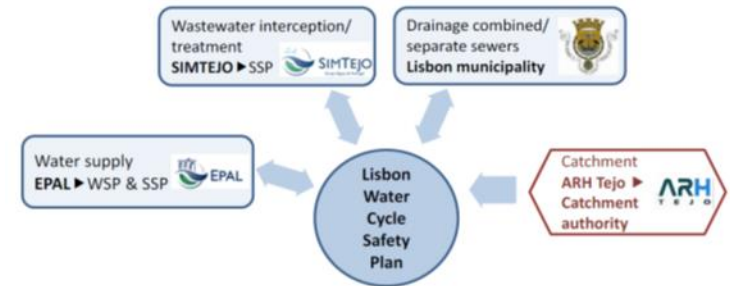 Wastewater interception/
treatment
SIMTEJO ▶ SSP
SIMTEJO
Drainage combined/
separate sewers
Lisbon municipality
Water supply
EPAL ▶ WSP & SSP
EPAL
Lisbon
Water
Cycle
Safety
Plan
Catchment
ARH Tejo ▶
Catchment
authority
ARH
TEJO